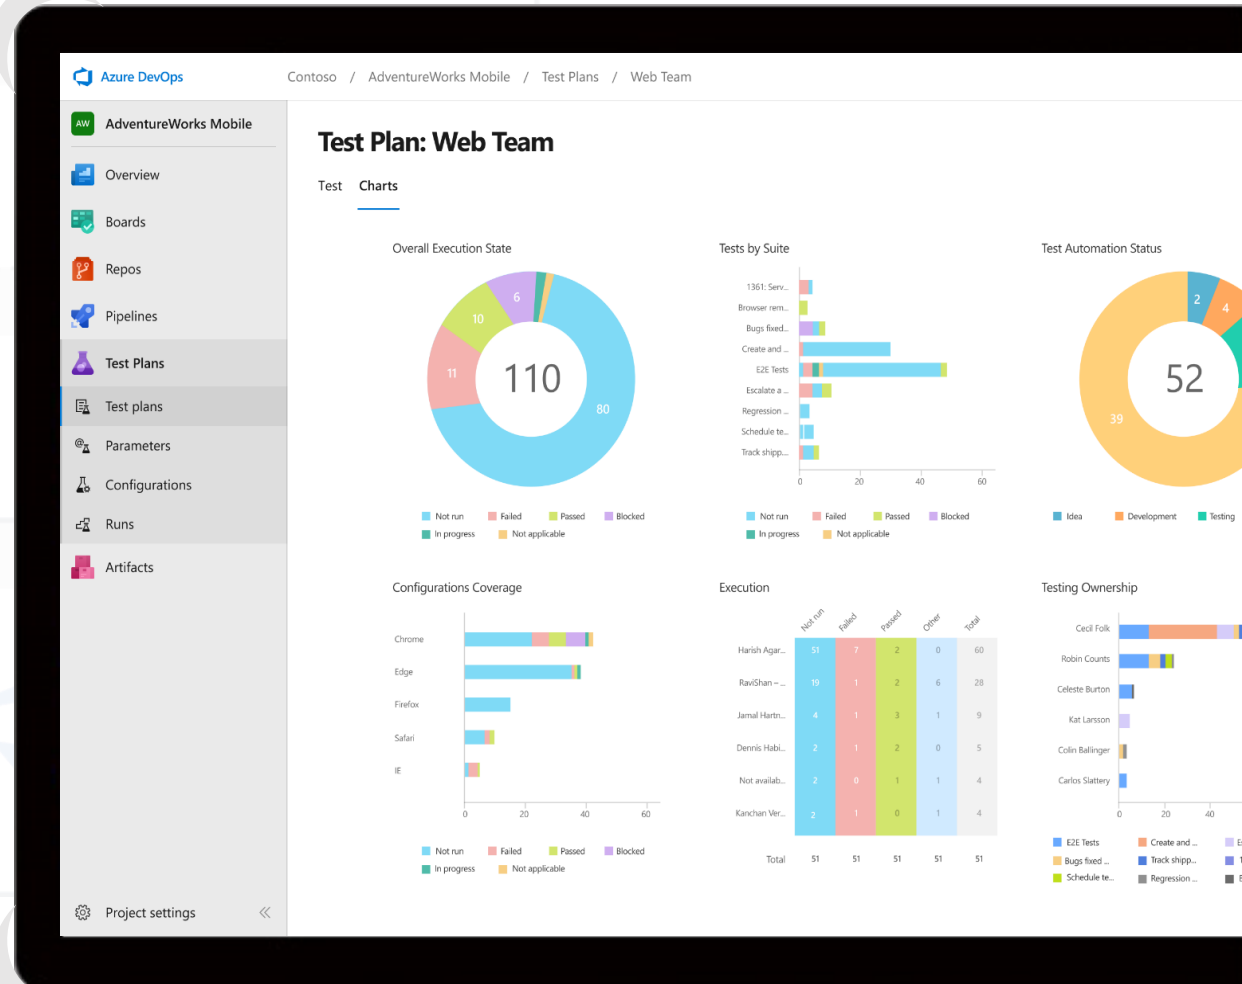 Azure DevOps
Contoso / AdventureWorks Mobile / Test Plans / Web Team
AW AdventureWorks Mobile
Overview
Boards
Repos
Pipelines
Test Plans
Test plans
Parameters
Configurations
Runs
Artifacts
Project settings
Test Plan: Web Team
Test Charts
Overall Execution State
6
10
11
110
80
Not run Failed Passed Blocked
In progress Not applicable
Tests by Suite
1361: Serv...
Browser rem...
Bugs fixed...
Create and ...
E2E Tests
Escalate a ...
Regression ...
Schedule te...
Track shipp...
0 20 40 60
Not run Failed Passed Blocked
In progress Not applicable
Test Automation Status
2
4
52
39
Idea Development Testing
Configurations Coverage
Chrome
Edge
Firefox
Safari
IE
0 20 40 60
Not run Failed Passed Blocked
In progress Not applicable
Execution
Not run Failed Passed Other Total
Harish Agar... 51 7 2 0 60
RaviShan – ... 19 1 2 6 28
Jamal Hartn... 4 1 3 1 9
Dennis Habi... 2 1 2 0 5
Not availab... 2 0 1 1 4
Kanchan Ver... 2 1 0 1 4
Total 51 51 51 51 51
Testing Ownership
Cecil Folk
Robin Counts
Celeste Burton
Kat Larsson
Colin Ballinger
Carlos Slattery
0 20 40
E2E Tests Create and ...
Bugs fixed ... Track shipp...
Schedule te... Regression ...